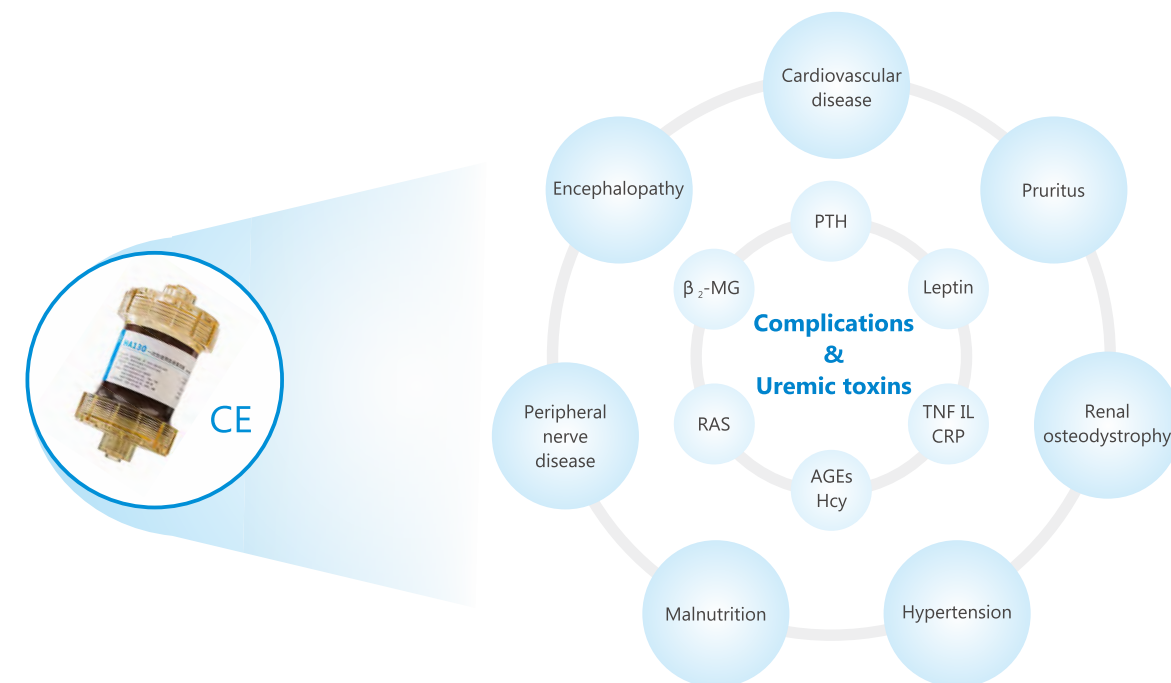 HA130
CE
Cardiovascular
disease
Encephalopathy
Pruritus
PTH
β₂-MG
Leptin
Complications
&
Uremic toxins
RAS
TNF IL
CRP
AGEs
Hcy
Peripheral
nerve
disease
Renal
osteodystrophy
Malnutrition
Hypertension